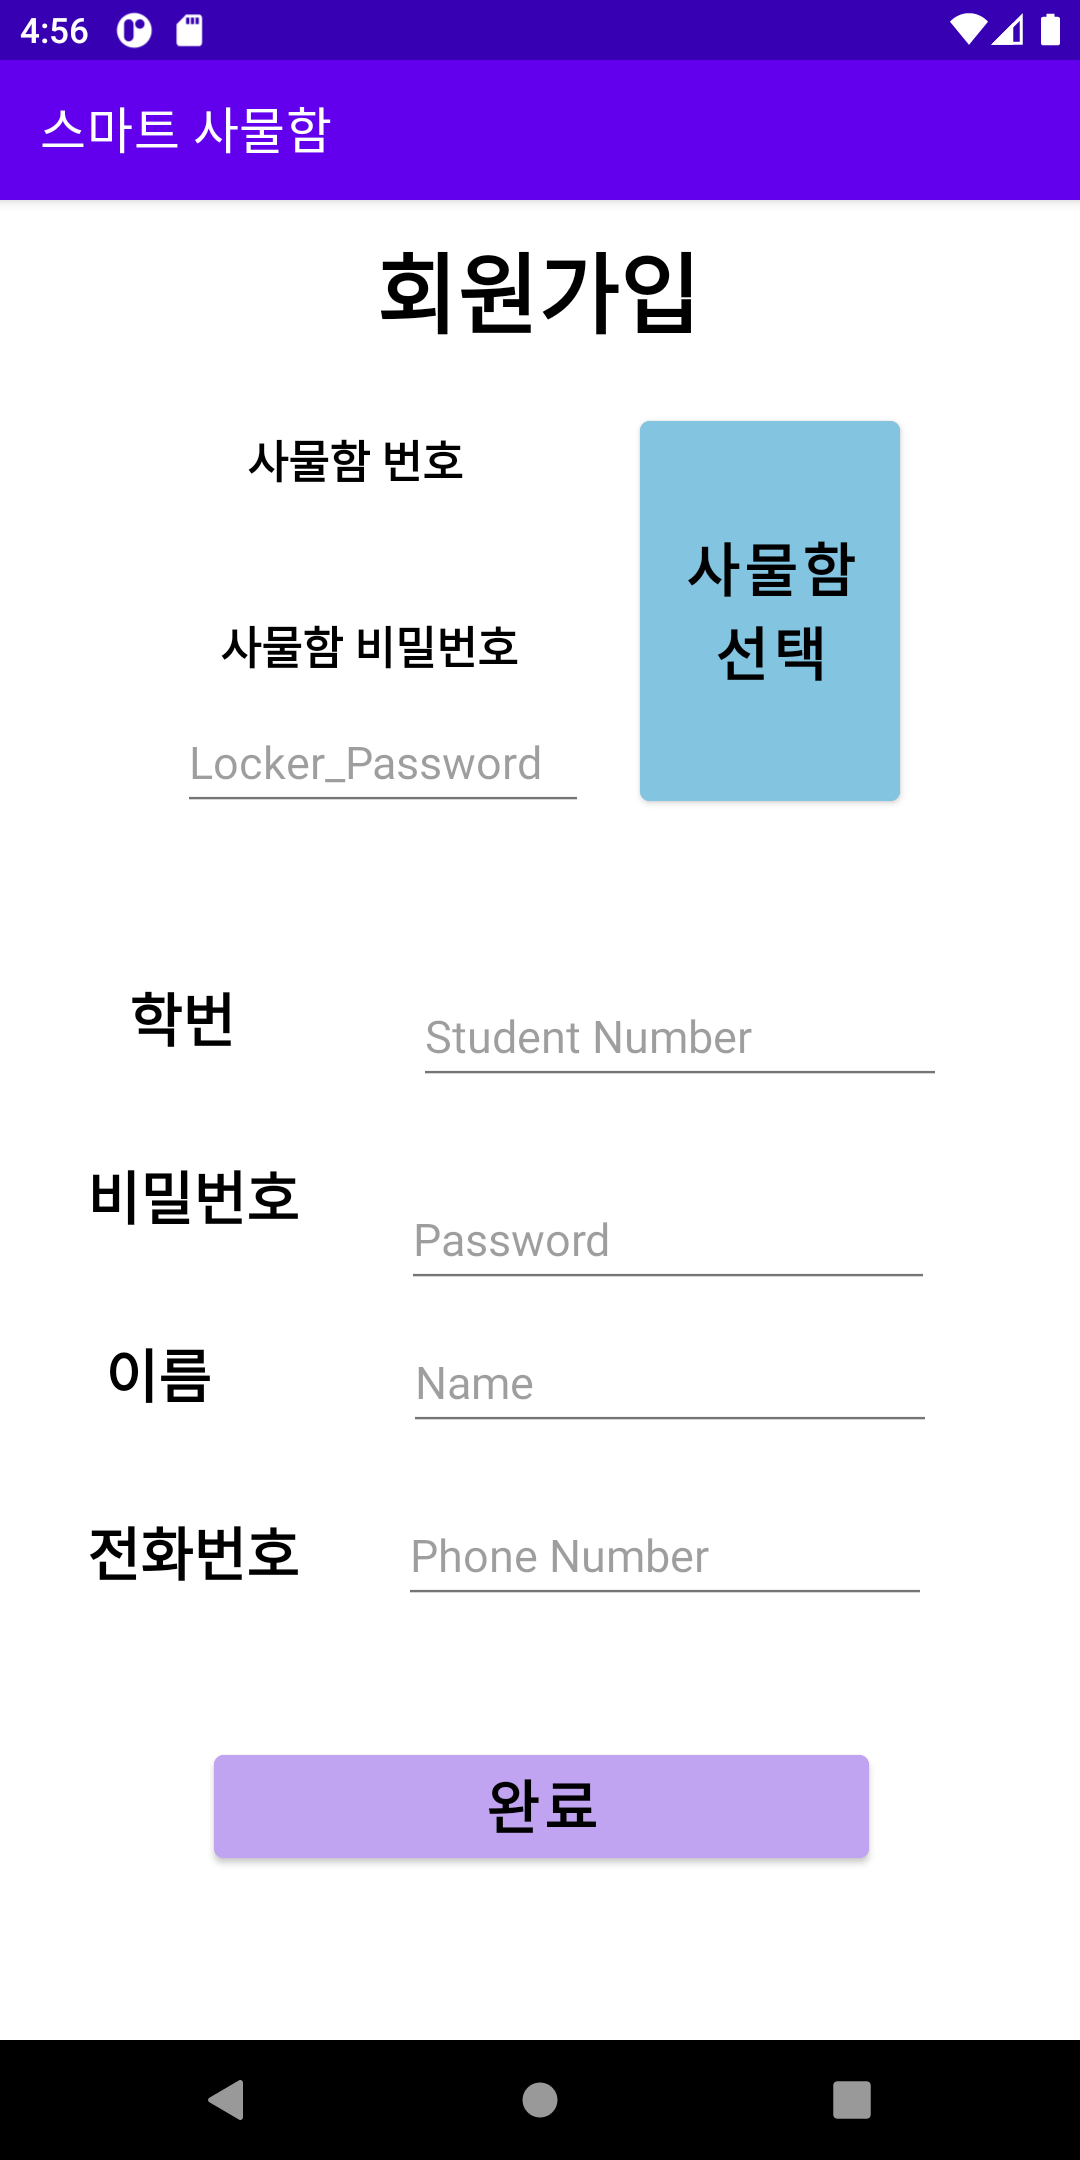 4:56
스마트 사물함
회원가입
사물함 번호
사물함 비밀번호
Locker_Password
사물함
선택
학번
Student Number
비밀번호
Password
이름
Name
전화번호
Phone Number
완료